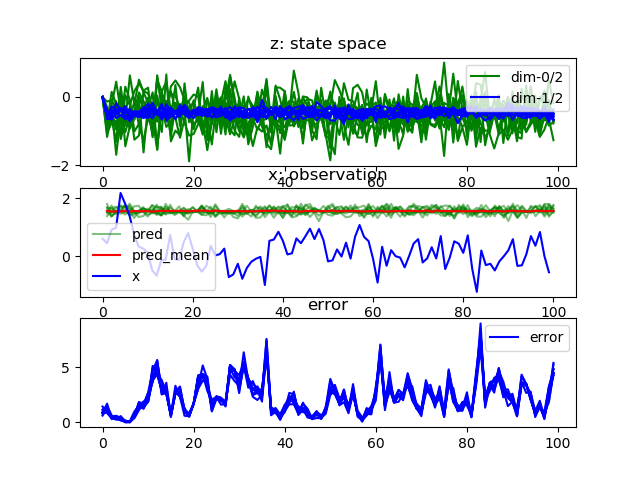 z: state space
0
−2
dim-0/2
dim-1/2
0
20
40
60
80
100
x: observation
2
0
pred
pred_mean
x
0
20
40
60
80
100
error
5
0
error
0
20
40
60
80
100